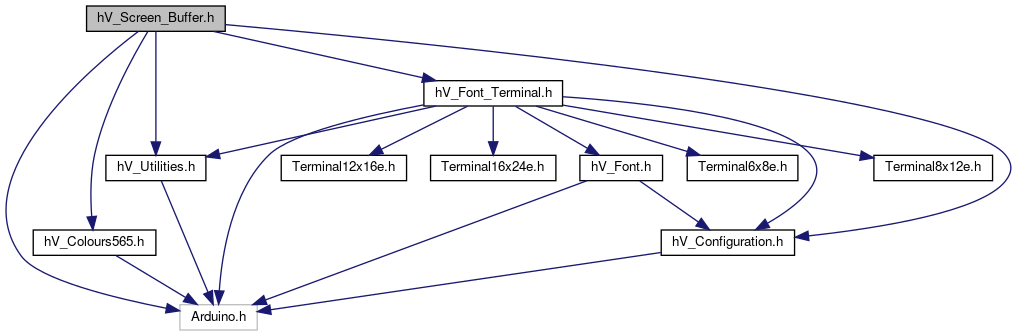 hV_Screen_Buffer.h
hV_Font_Terminal.h
hV_Utilities.h
Terminal12x16e.h
Terminal16x24e.h
hV_Font.h
Terminal6x8e.h
Terminal8x12e.h
hV_Colours565.h
hV_Configuration.h
Arduino.h